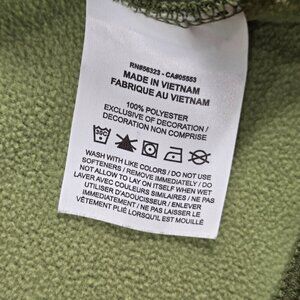 RN#56323 - CA#05553
MADE IN VIETNAM
FABRIQUE AU VIETNAM
100% POLYESTER
EXCLUSIVE OF DECORATION /
DECORATION NON COMPRISE
WASH WITH LIKE COLORS / DO NOT USE
SOFTENERS / REMOVE IMMEDIATELY / DO
NOT ALLOW TO LAY ON ITSELF WHEN WET
LAYER AVEC COULEURS SIMILAIRES / NE PAS
UTILISER D'ADOUCISSEUR / ENLEVER
IMMÉDIATEMENT / NE PAS LAISSER LE
VÊTEMENT PLIÉ LORSQU'IL EST MOUILLÉ